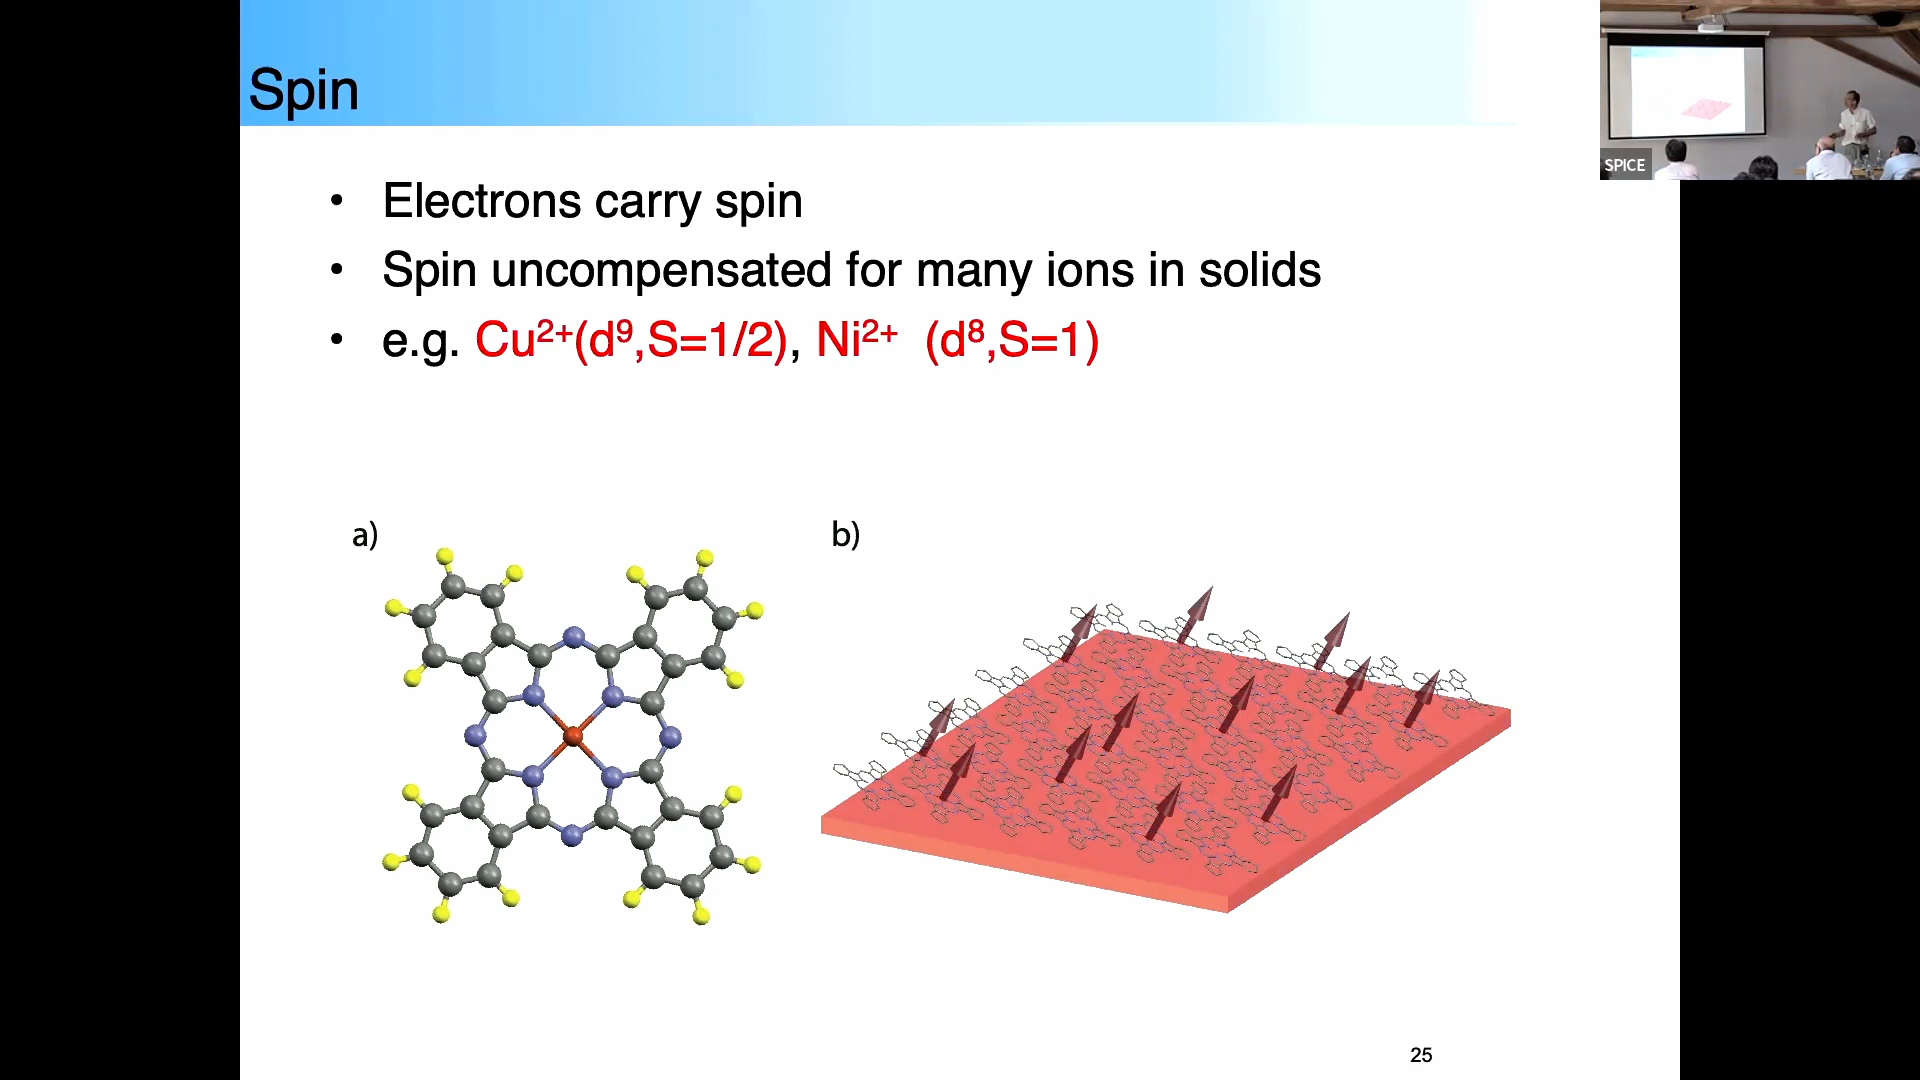 Spin
SPICE
• Electrons carry spin
• Spin uncompensated for many ions in solids
• e.g. Cu²⁺(d⁹,S=1/2), Ni²⁺ (d⁸,S=1)
a)
b)
25